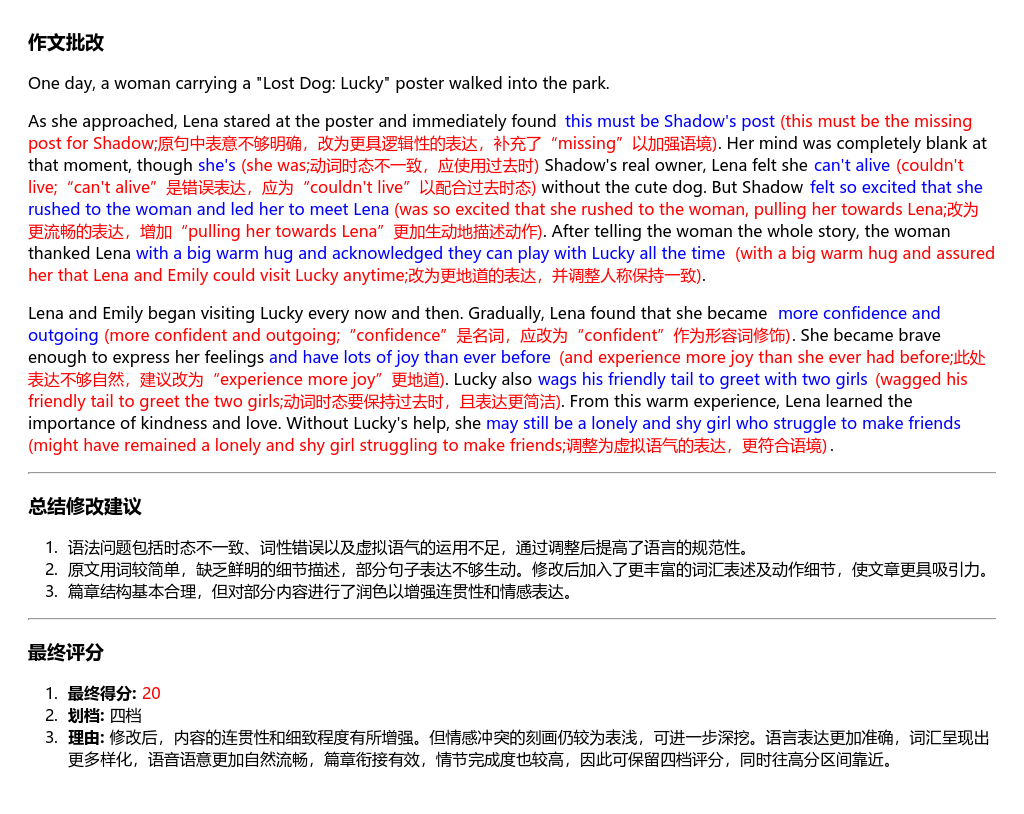 作文批改
One day, a woman carrying a "Lost Dog: Lucky" poster walked into the park.
As she approached, Lena stared at the poster and immediately found this must be Shadow's post (this must be the missing
post for Shadow;原句中表意不够明确，改为更具逻辑性的表达，补充了“missing”以加强语境). Her mind was completely blank at
that moment, though she's (she was;动词时态不一致，应使用过去时) Shadow's real owner, Lena felt she can't alive (couldn't
live;“can't alive”是错误表达，应为“couldn't live”以配合过去时态) without the cute dog. But Shadow felt so excited that she
rushed to the woman and led her to meet Lena (was so excited that she rushed to the woman, pulling her towards Lena;改为
更流畅的表达，增加“pulling her towards Lena”更加生动地描述动作). After telling the woman the whole story, the woman
thanked Lena with a big warm hug and acknowledged they can play with Lucky all the time (with a big warm hug and assured
her that Lena and Emily could visit Lucky anytime;改为更地道的表达，并调整人称保持一致).
Lena and Emily began visiting Lucky every now and then. Gradually, Lena found that she became more confidence and
outgoing (more confident and outgoing;“confidence”是名词，应改为“confident”作为形容词修饰). She became brave
enough to express her feelings and have lots of joy than ever before (and experience more joy than she ever had before;此处
表达不够自然，建议改为“experience more joy”更地道). Lucky also wags his friendly tail to greet with two girls (wagged his
friendly tail to greet the two girls;动词时态要保持过去时，且表达更简洁). From this warm experience, Lena learned the
importance of kindness and love. Without Lucky's help, she may still be a lonely and shy girl who struggle to make friends
(might have remained a lonely and shy girl struggling to make friends;调整为虚拟语气的表达，更符合语境).
总结修改建议
1. 语法问题包括时态不一致、词性错误以及虚拟语气的运用不足，通过调整后提高了语言的规范性。
2. 原文用词较简单，缺乏鲜明的细节描述，部分句子表达不够生动。修改后加入了更丰富的词汇表述及动作细节，使文章更具吸引力。
3. 篇章结构基本合理，但对部分内容进行了润色以增强连贯性和情感表达。
最终评分
1. 最终得分: 20
2. 划档: 四档
3. 理由: 修改后，内容的连贯性和细致程度有所增强。但情感冲突的刻画仍较为表浅，可进一步深挖。语言表达更加准确，词汇呈现出
更多样化，语音语意更加自然流畅，篇章衔接有效，情节完成度也较高，因此可保留四档评分，同时往高分区间靠近。